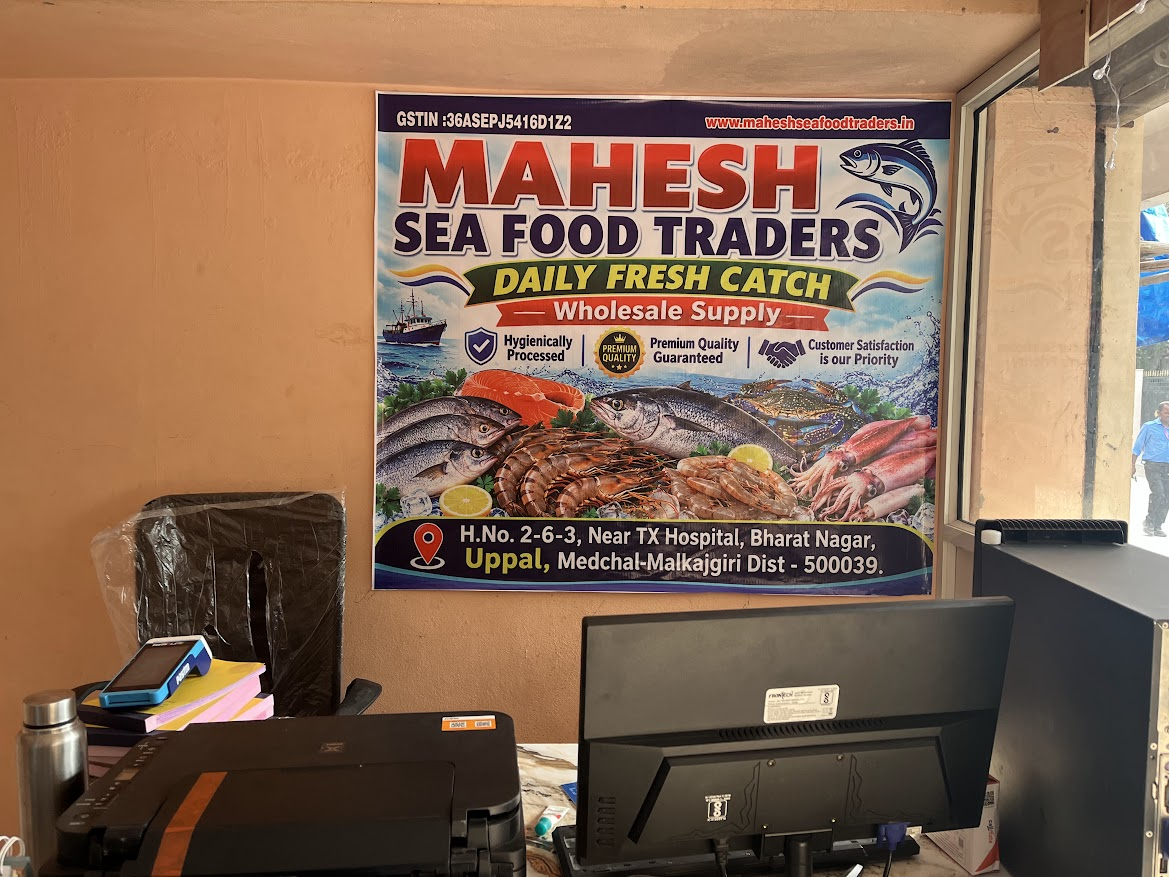 GSTIN :36ASEPJ5416D1Z2
www.maheshseafoodtraders.in
MAHESH
SEA FOOD TRADERS
DAILY FRESH CATCH
Wholesale Supply
Hygienically
Processed
PREMIUM
QUALITY
Premium Quality
Guaranteed
Customer Satisfaction
is our Priority
H.No. 2-6-3, Near TX Hospital, Bharat Nagar,
Uppal, Medchal-Malkajgiri Dist - 500039.
FRONTECH